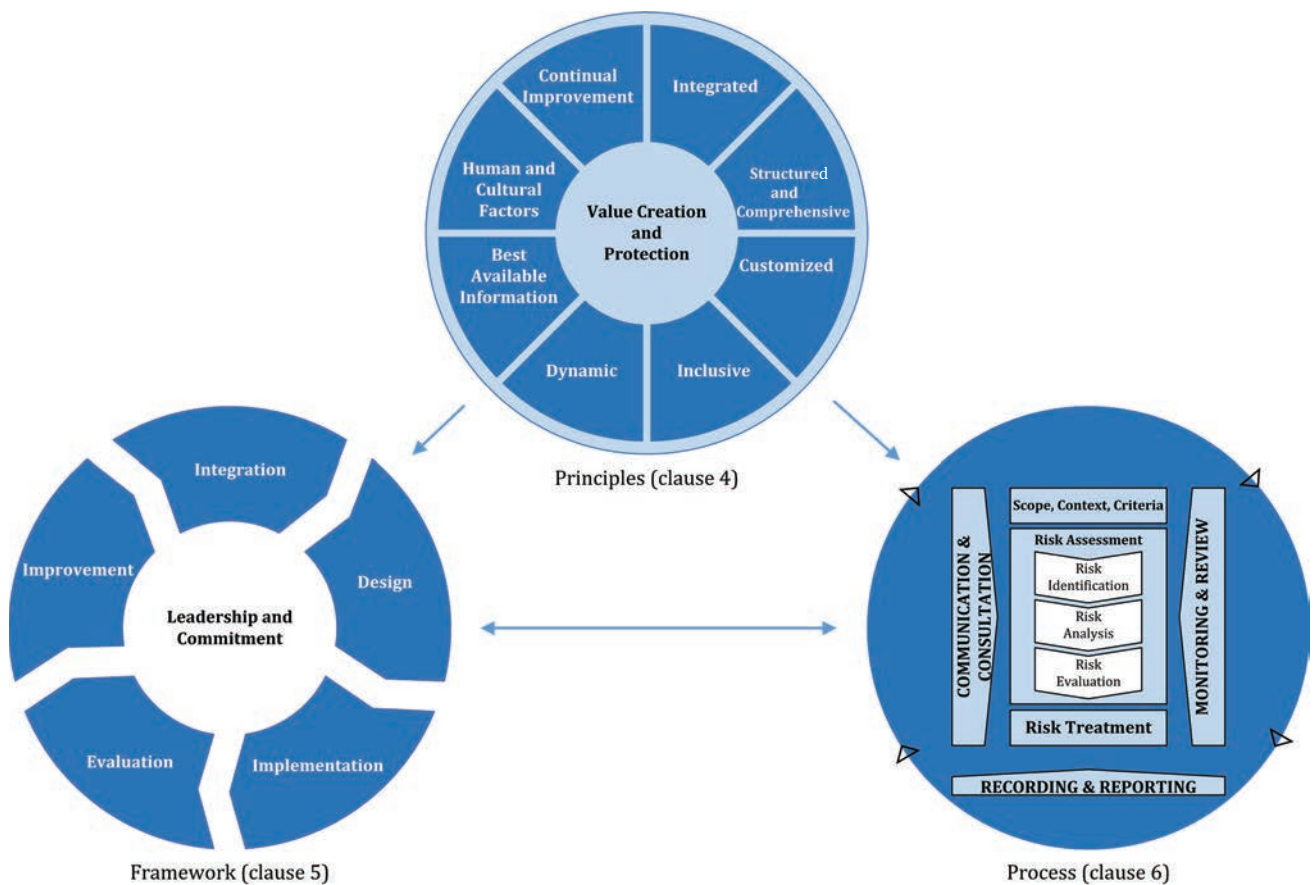 Continual
Improvement
Integrated
Human and
Cultural
Factors
Structured
and
Comprehensive
Value Creation
and
Protection
Best
Available
Information
Customized
Dynamic
Inclusive
Principles (clause 4)
Integration
Improvement
Design
Leadership and
Commitment
Evaluation
Implementation
Framework (clause 5)
Scope, Context, Criteria
Risk Assessment
Risk
Identification
Risk
Analysis
Risk
Evaluation
Risk Treatment
COMMUNICATION &
CONSULTATION
MONITORING & REVIEW
RECORDING & REPORTING
Process (clause 6)